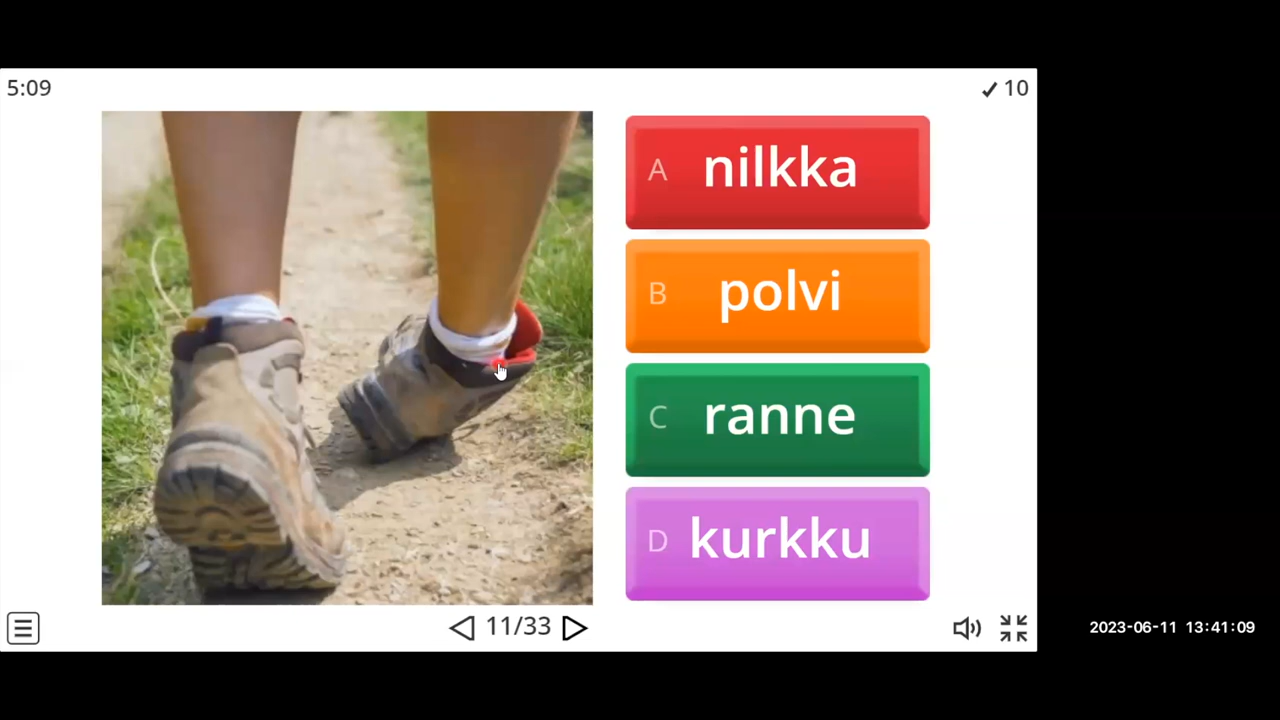 5:09
✓ 10
A nilkka
B polvi
C ranne
D kurkku
11/33
2023-06-11 13:41:09